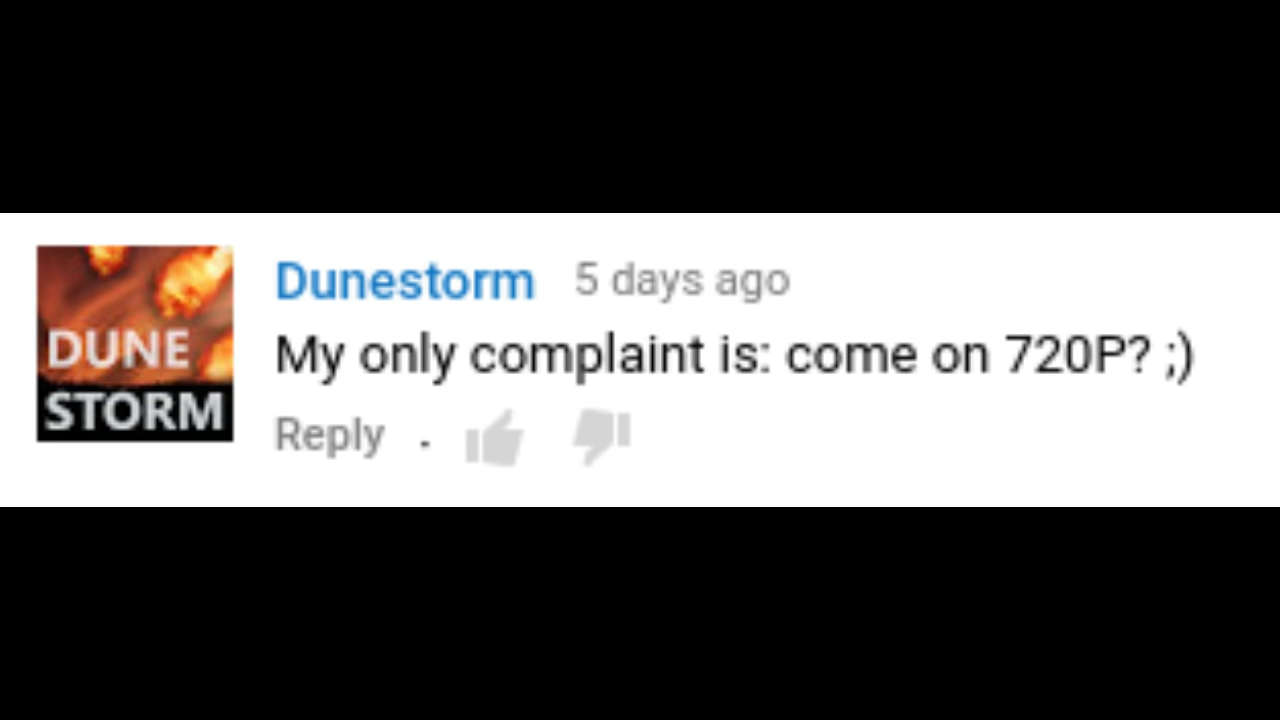 DUNE
STORM
Dunestorm 5 days ago
My only complaint is: come on 720P? ;)
Reply .